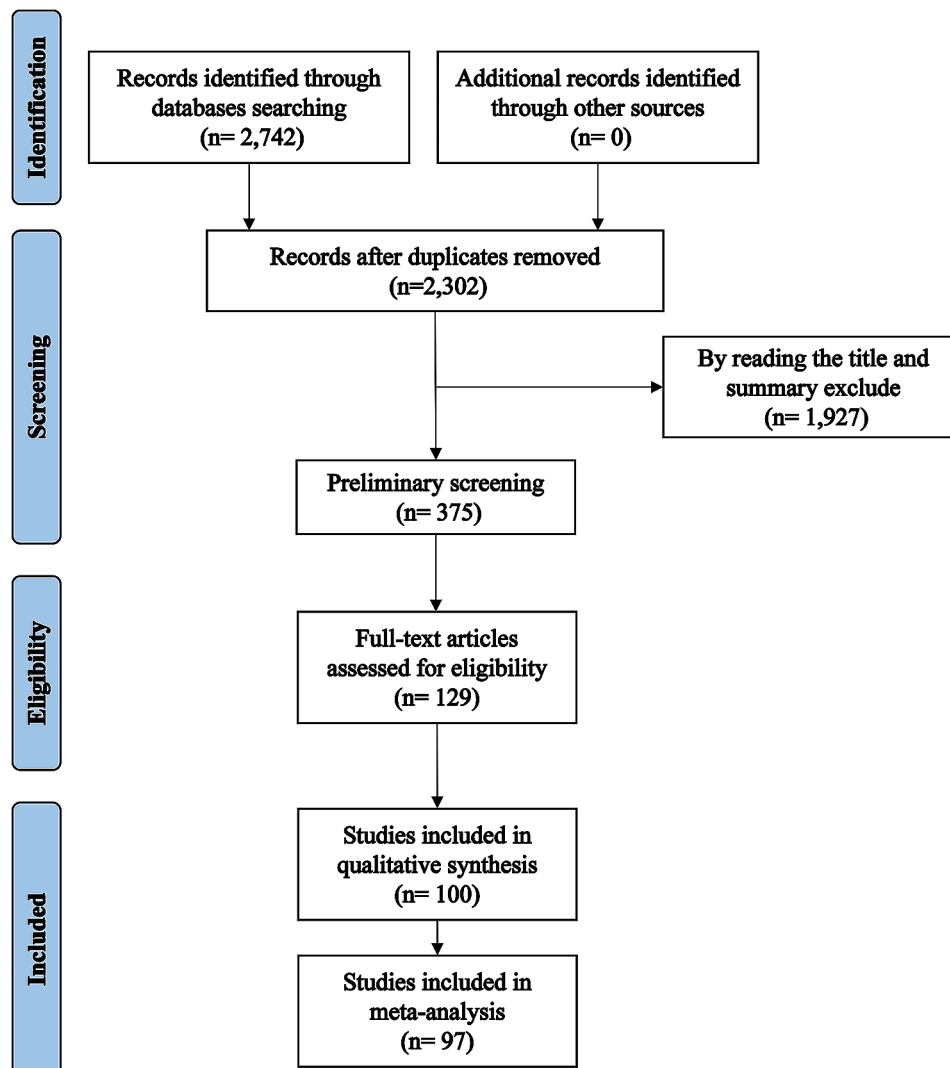 Identification
Records identified through
databases searching
(n= 2,742)
Additional records identified
through other sources
(n= 0)
Screening
Records after duplicates removed
(n=2,302)
By reading the title and
summary exclude
(n= 1,927)
Preliminary screening
(n= 375)
Eligibility
Full-text articles
assessed for eligibility
(n= 129)
Included
Studies included in
qualitative synthesis
(n= 100)
Studies included in
meta-analysis
(n= 97)